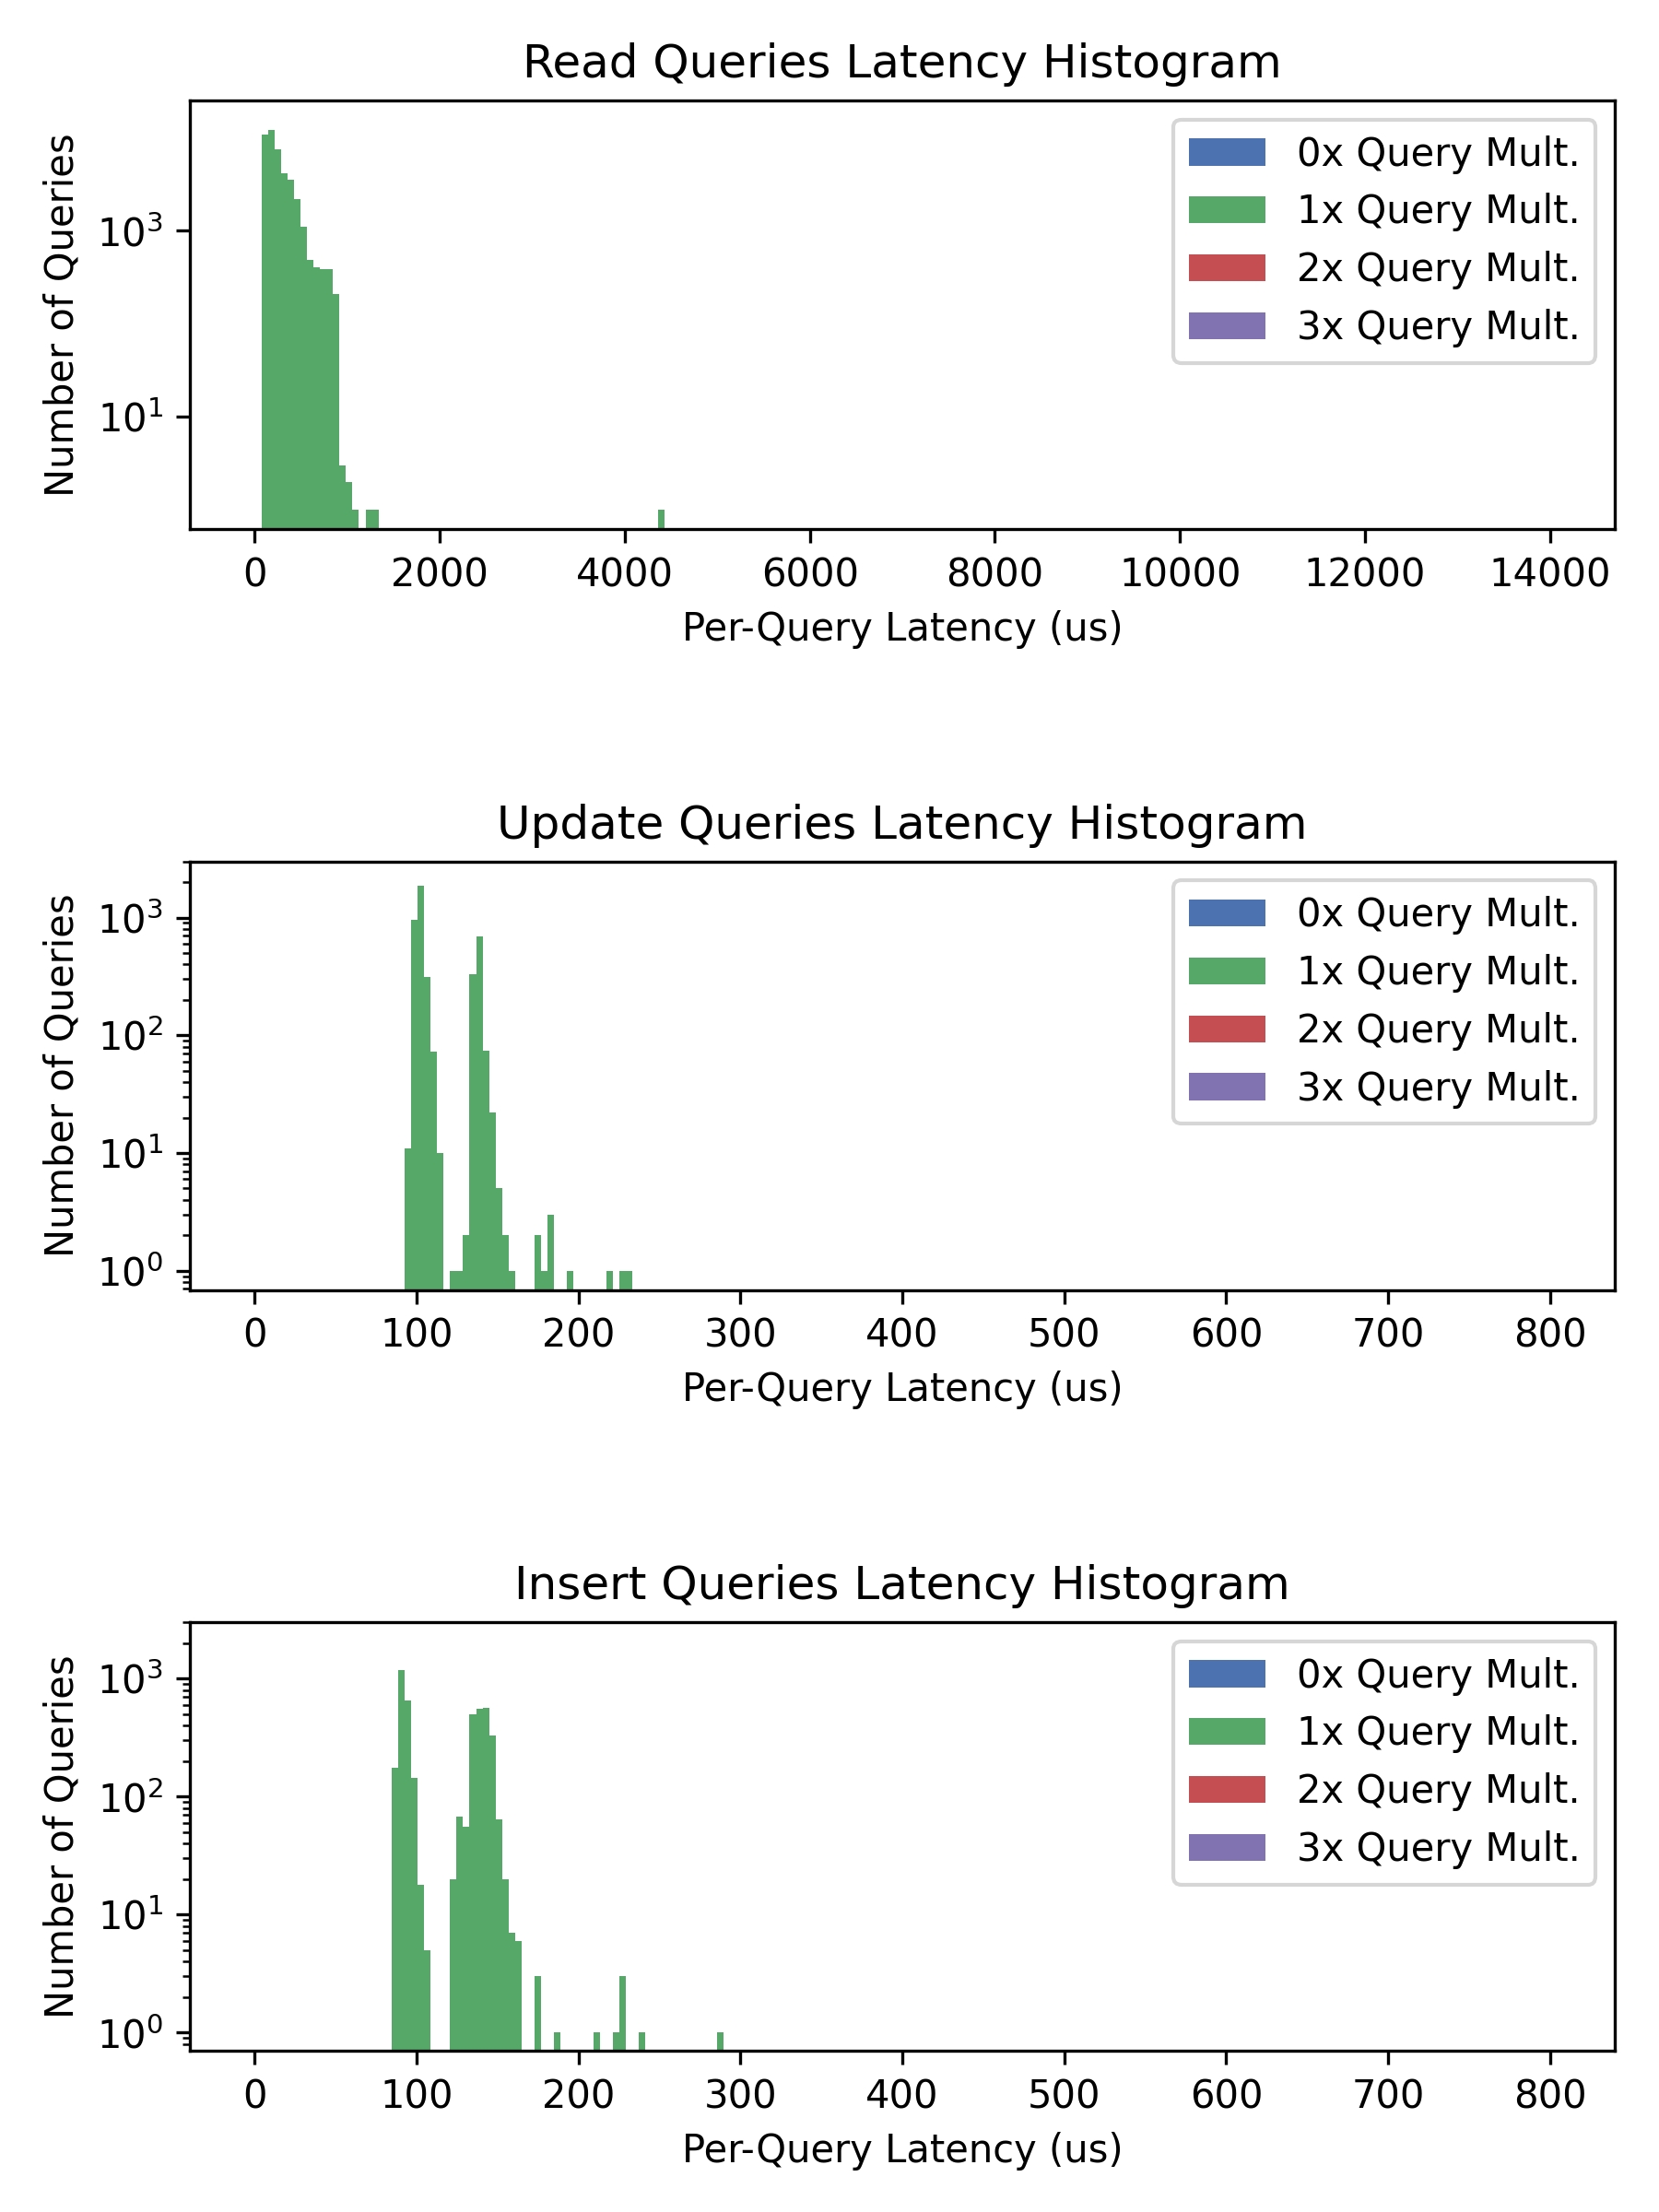 Read Queries Latency Histogram
Number of Queries
10³
10¹
0x Query Mult.
1x Query Mult.
2x Query Mult.
3x Query Mult.
0 2000 4000 6000 8000 10000 12000 14000
Per-Query Latency (us)
Update Queries Latency Histogram
Number of Queries
10³
10²
10¹
10⁰
0x Query Mult.
1x Query Mult.
2x Query Mult.
3x Query Mult.
0 100 200 300 400 500 600 700 800
Per-Query Latency (us)
Insert Queries Latency Histogram
Number of Queries
10³
10²
10¹
10⁰
0x Query Mult.
1x Query Mult.
2x Query Mult.
3x Query Mult.
0 100 200 300 400 500 600 700 800
Per-Query Latency (us)